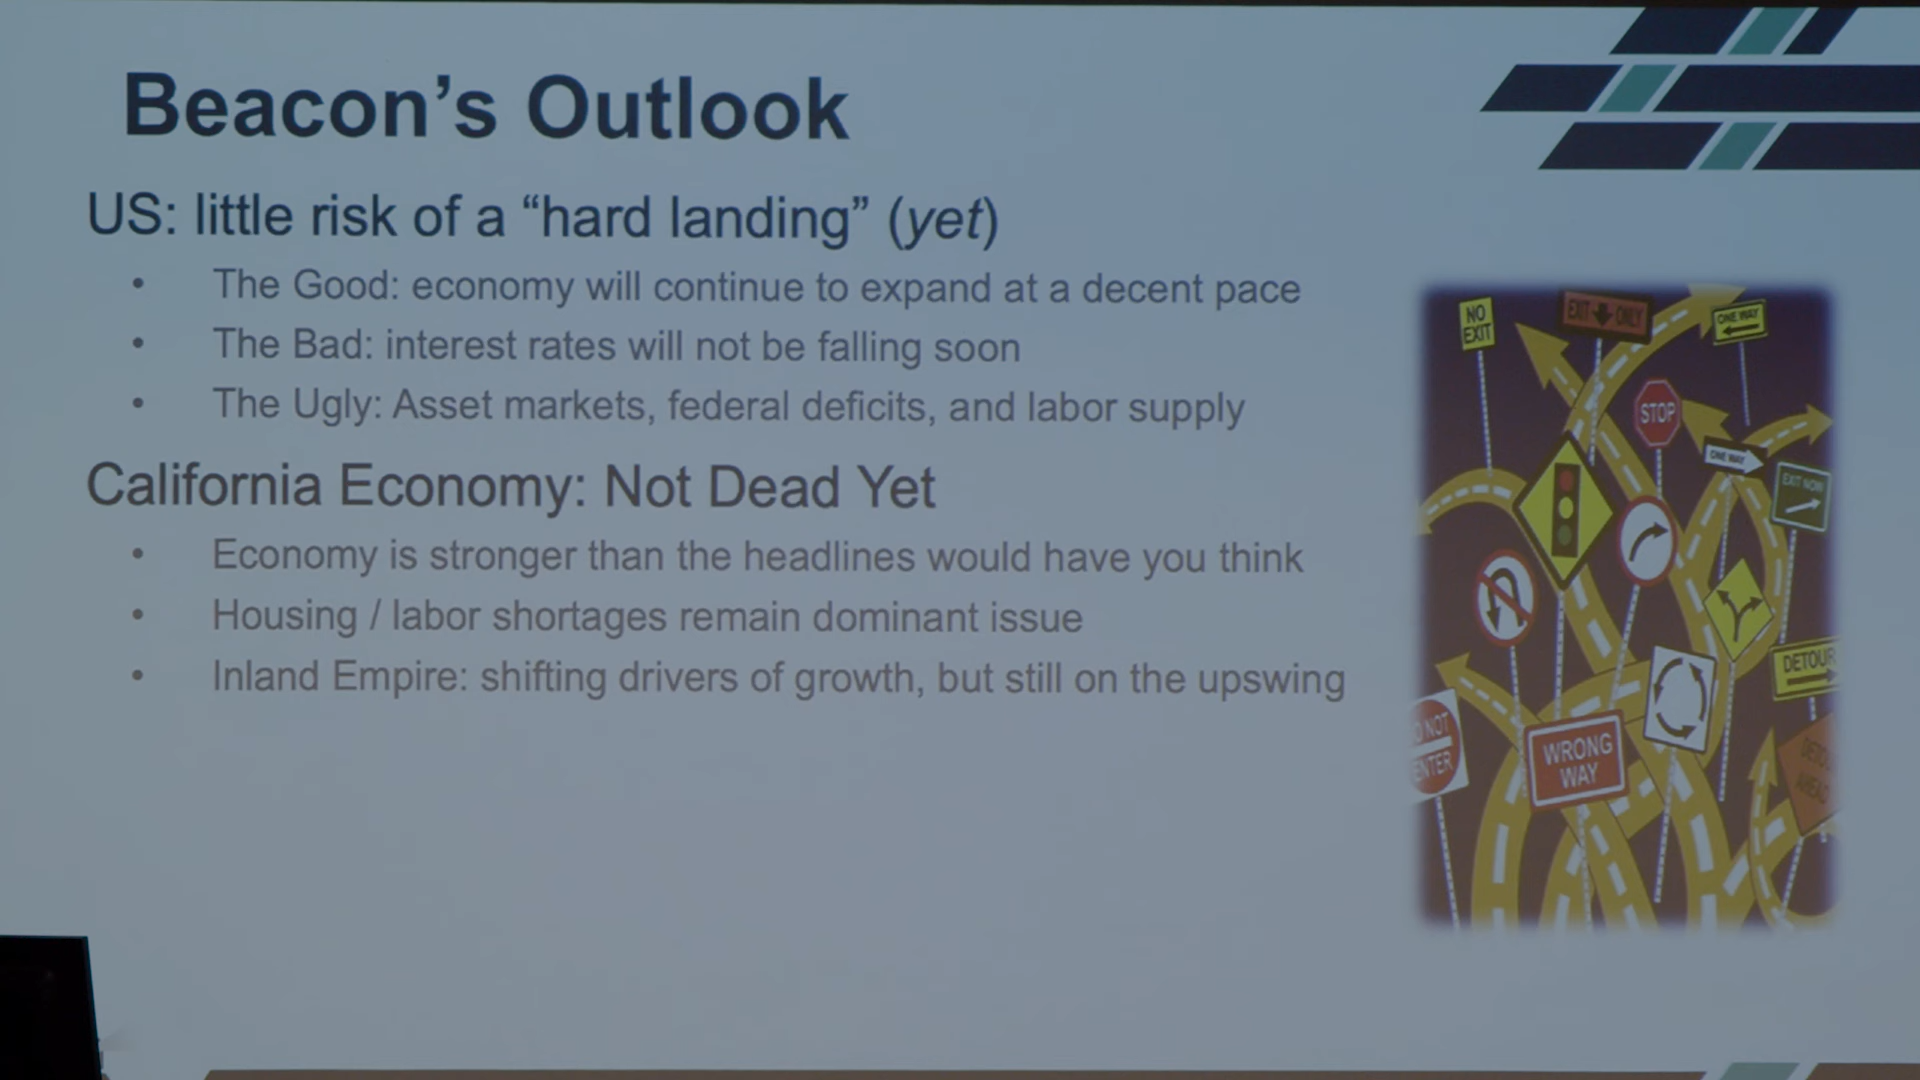 Beacon’s Outlook
US: little risk of a “hard landing” (yet)
• The Good: economy will continue to expand at a decent pace
• The Bad: interest rates will not be falling soon
• The Ugly: Asset markets, federal deficits, and labor supply
California Economy: Not Dead Yet
• Economy is stronger than the headlines would have you think
• Housing / labor shortages remain dominant issue
• Inland Empire: shifting drivers of growth, but still on the upswing
NO
EXIT
EXIT ONLY
ONE WAY
STOP
ONE WAY
EXIT NOW
DETOUR
NOT
ENTER
WRONG
WAY
AHEAD